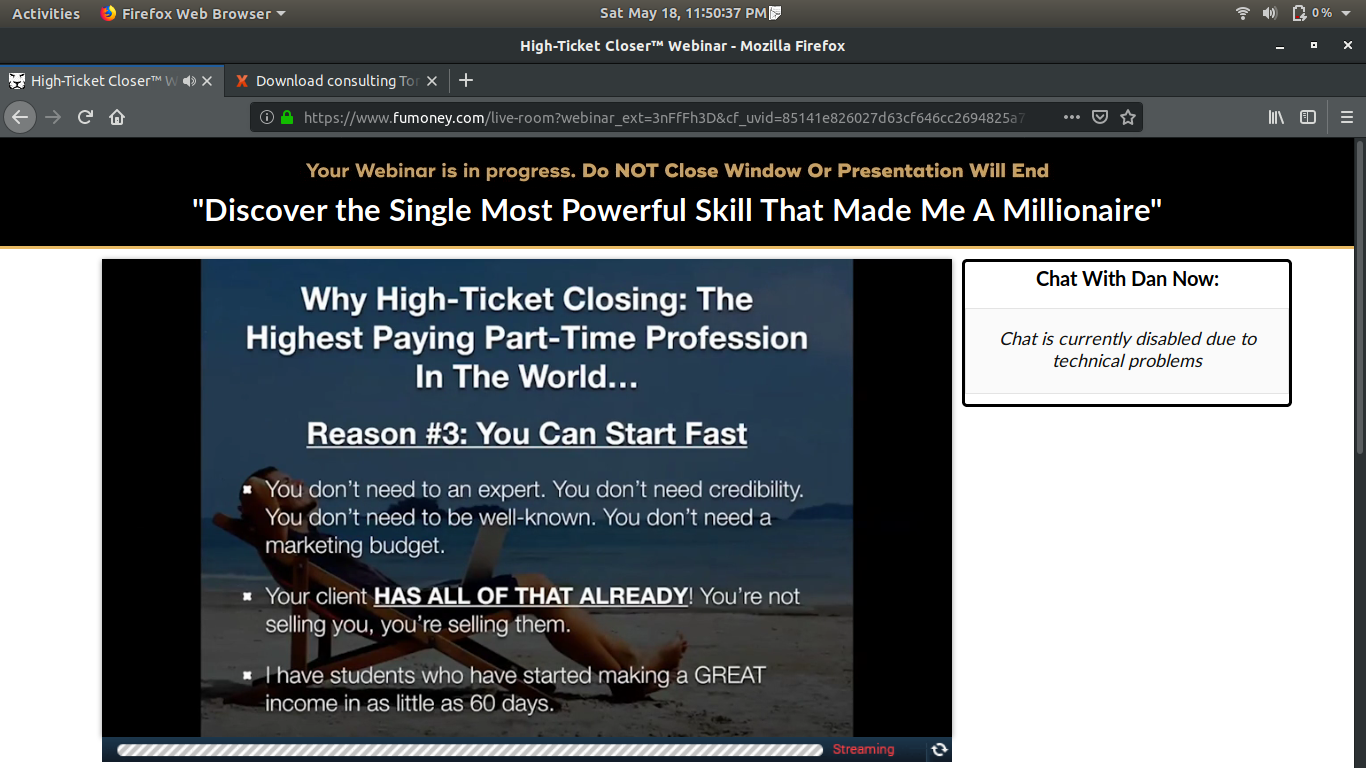 Activities Firefox Web Browser Sat May 18, 11:50:37 PM 0 %
High-Ticket Closer™ Webinar - Mozilla Firefox
High-Ticket Closer™ W Download consulting Tor
https://www.fumoney.com/live-room?webinar_ext=3nFfFh3D&cf_uvid=85141e826027d63cf646cc2694825a7
Your Webinar is in progress. Do NOT Close Window Or Presentation Will End
"Discover the Single Most Powerful Skill That Made Me A Millionaire"
Why High-Ticket Closing: The
Highest Paying Part-Time Profession
In The World...
Reason #3: You Can Start Fast
You don't need to an expert. You don't need credibility.
You don't need to be well-known. You don't need a
marketing budget.
Your client HAS ALL OF THAT ALREADY! You're not
selling you, you're selling them.
I have students who have started making a GREAT
income in as little as 60 days.
Streaming
Chat With Dan Now:
Chat is currently disabled due to
technical problems